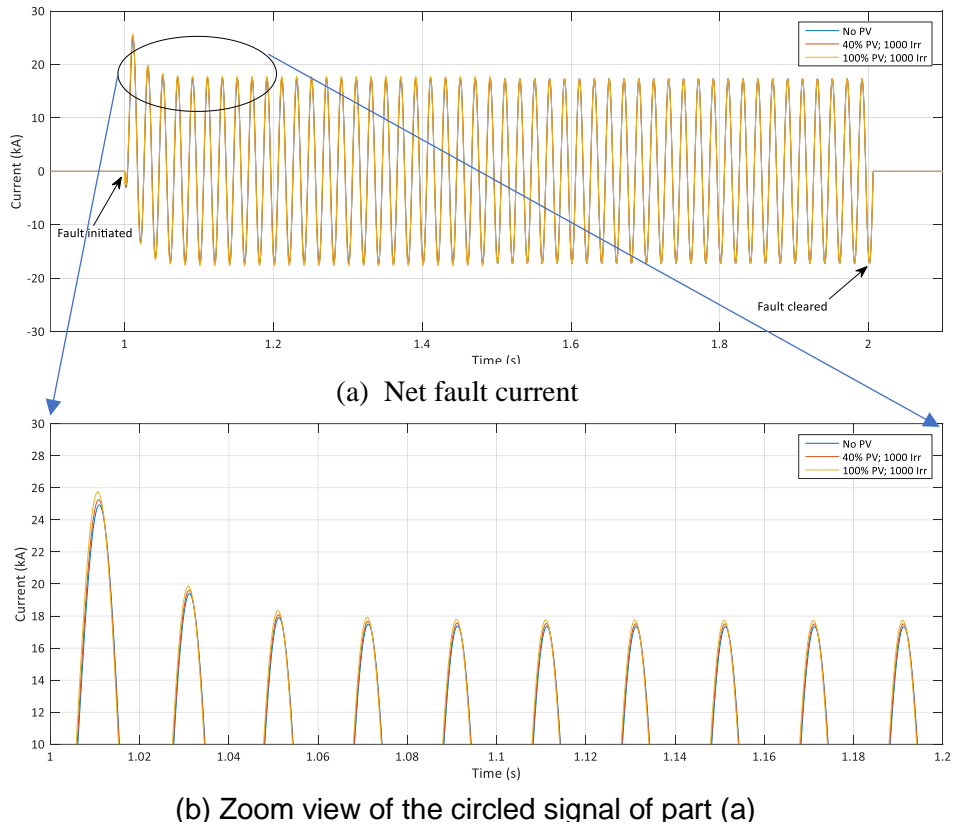 30
20
10
0
-10
-20
-30
Current (kA)
No PV
40% PV; 1000 Irr
100% PV; 1000 Irr
Fault initiated
Fault cleared
1 1.2 1.4 1.6 1.8 2
Time (s)
(a) Net fault current
30
28
26
24
22
20
18
16
14
12
10
Current (kA)
No PV
40% PV; 1000 Irr
100% PV; 1000 Irr
1 1.02 1.04 1.06 1.08 1.1 1.12 1.14 1.16 1.18 1.2
Time (s)
(b) Zoom view of the circled signal of part (a)